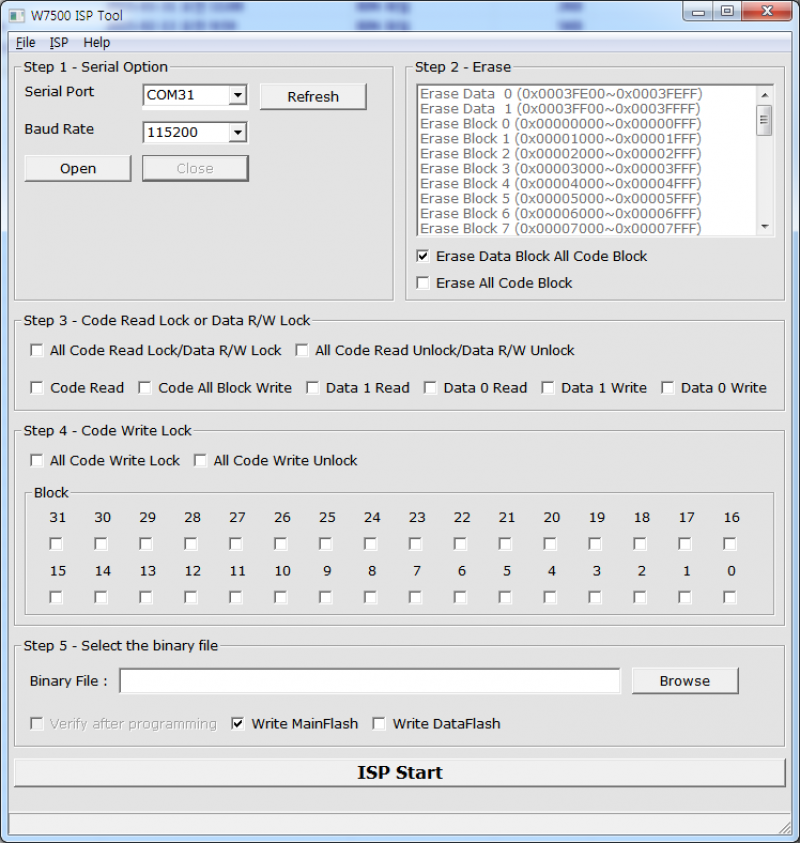 W7500 ISP Tool
File ISP Help
Step 1 - Serial Option
Serial Port COM31 Refresh
Baud Rate 115200
Open Close
Step 2 - Erase
Erase Data 0 (0x0003FE00~0x0003FEFF)
Erase Data 1 (0x0003FF00~0x0003FFFF)
Erase Block 0 (0x00000000~0x00000FFF)
Erase Block 1 (0x00001000~0x00001FFF)
Erase Block 2 (0x00002000~0x00002FFF)
Erase Block 3 (0x00003000~0x00003FFF)
Erase Block 4 (0x00004000~0x00004FFF)
Erase Block 5 (0x00005000~0x00005FFF)
Erase Block 6 (0x00006000~0x00006FFF)
Erase Block 7 (0x00007000~0x00007FFF)
Erase Data Block All Code Block
Erase All Code Block
Step 3 - Code Read Lock or Data R/W Lock
All Code Read Lock/Data R/W Lock All Code Read Unlock/Data R/W Unlock
Code Read Code All Block Write Data 1 Read Data 0 Read Data 1 Write Data 0 Write
Step 4 - Code Write Lock
All Code Write Lock All Code Write Unlock
Block
31 30 29 28 27 26 25 24 23 22 21 20 19 18 17 16
15 14 13 12 11 10 9 8 7 6 5 4 3 2 1 0
Step 5 - Select the binary file
Binary File : Browse
Verify after programming Write MainFlash Write DataFlash
ISP Start